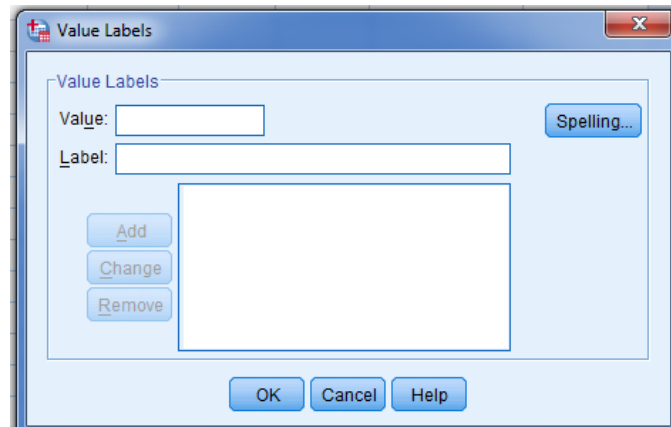 Value Labels
Value Labels
Value:
Spelling...
Label:
Add
Change
Remove
OK Cancel Help